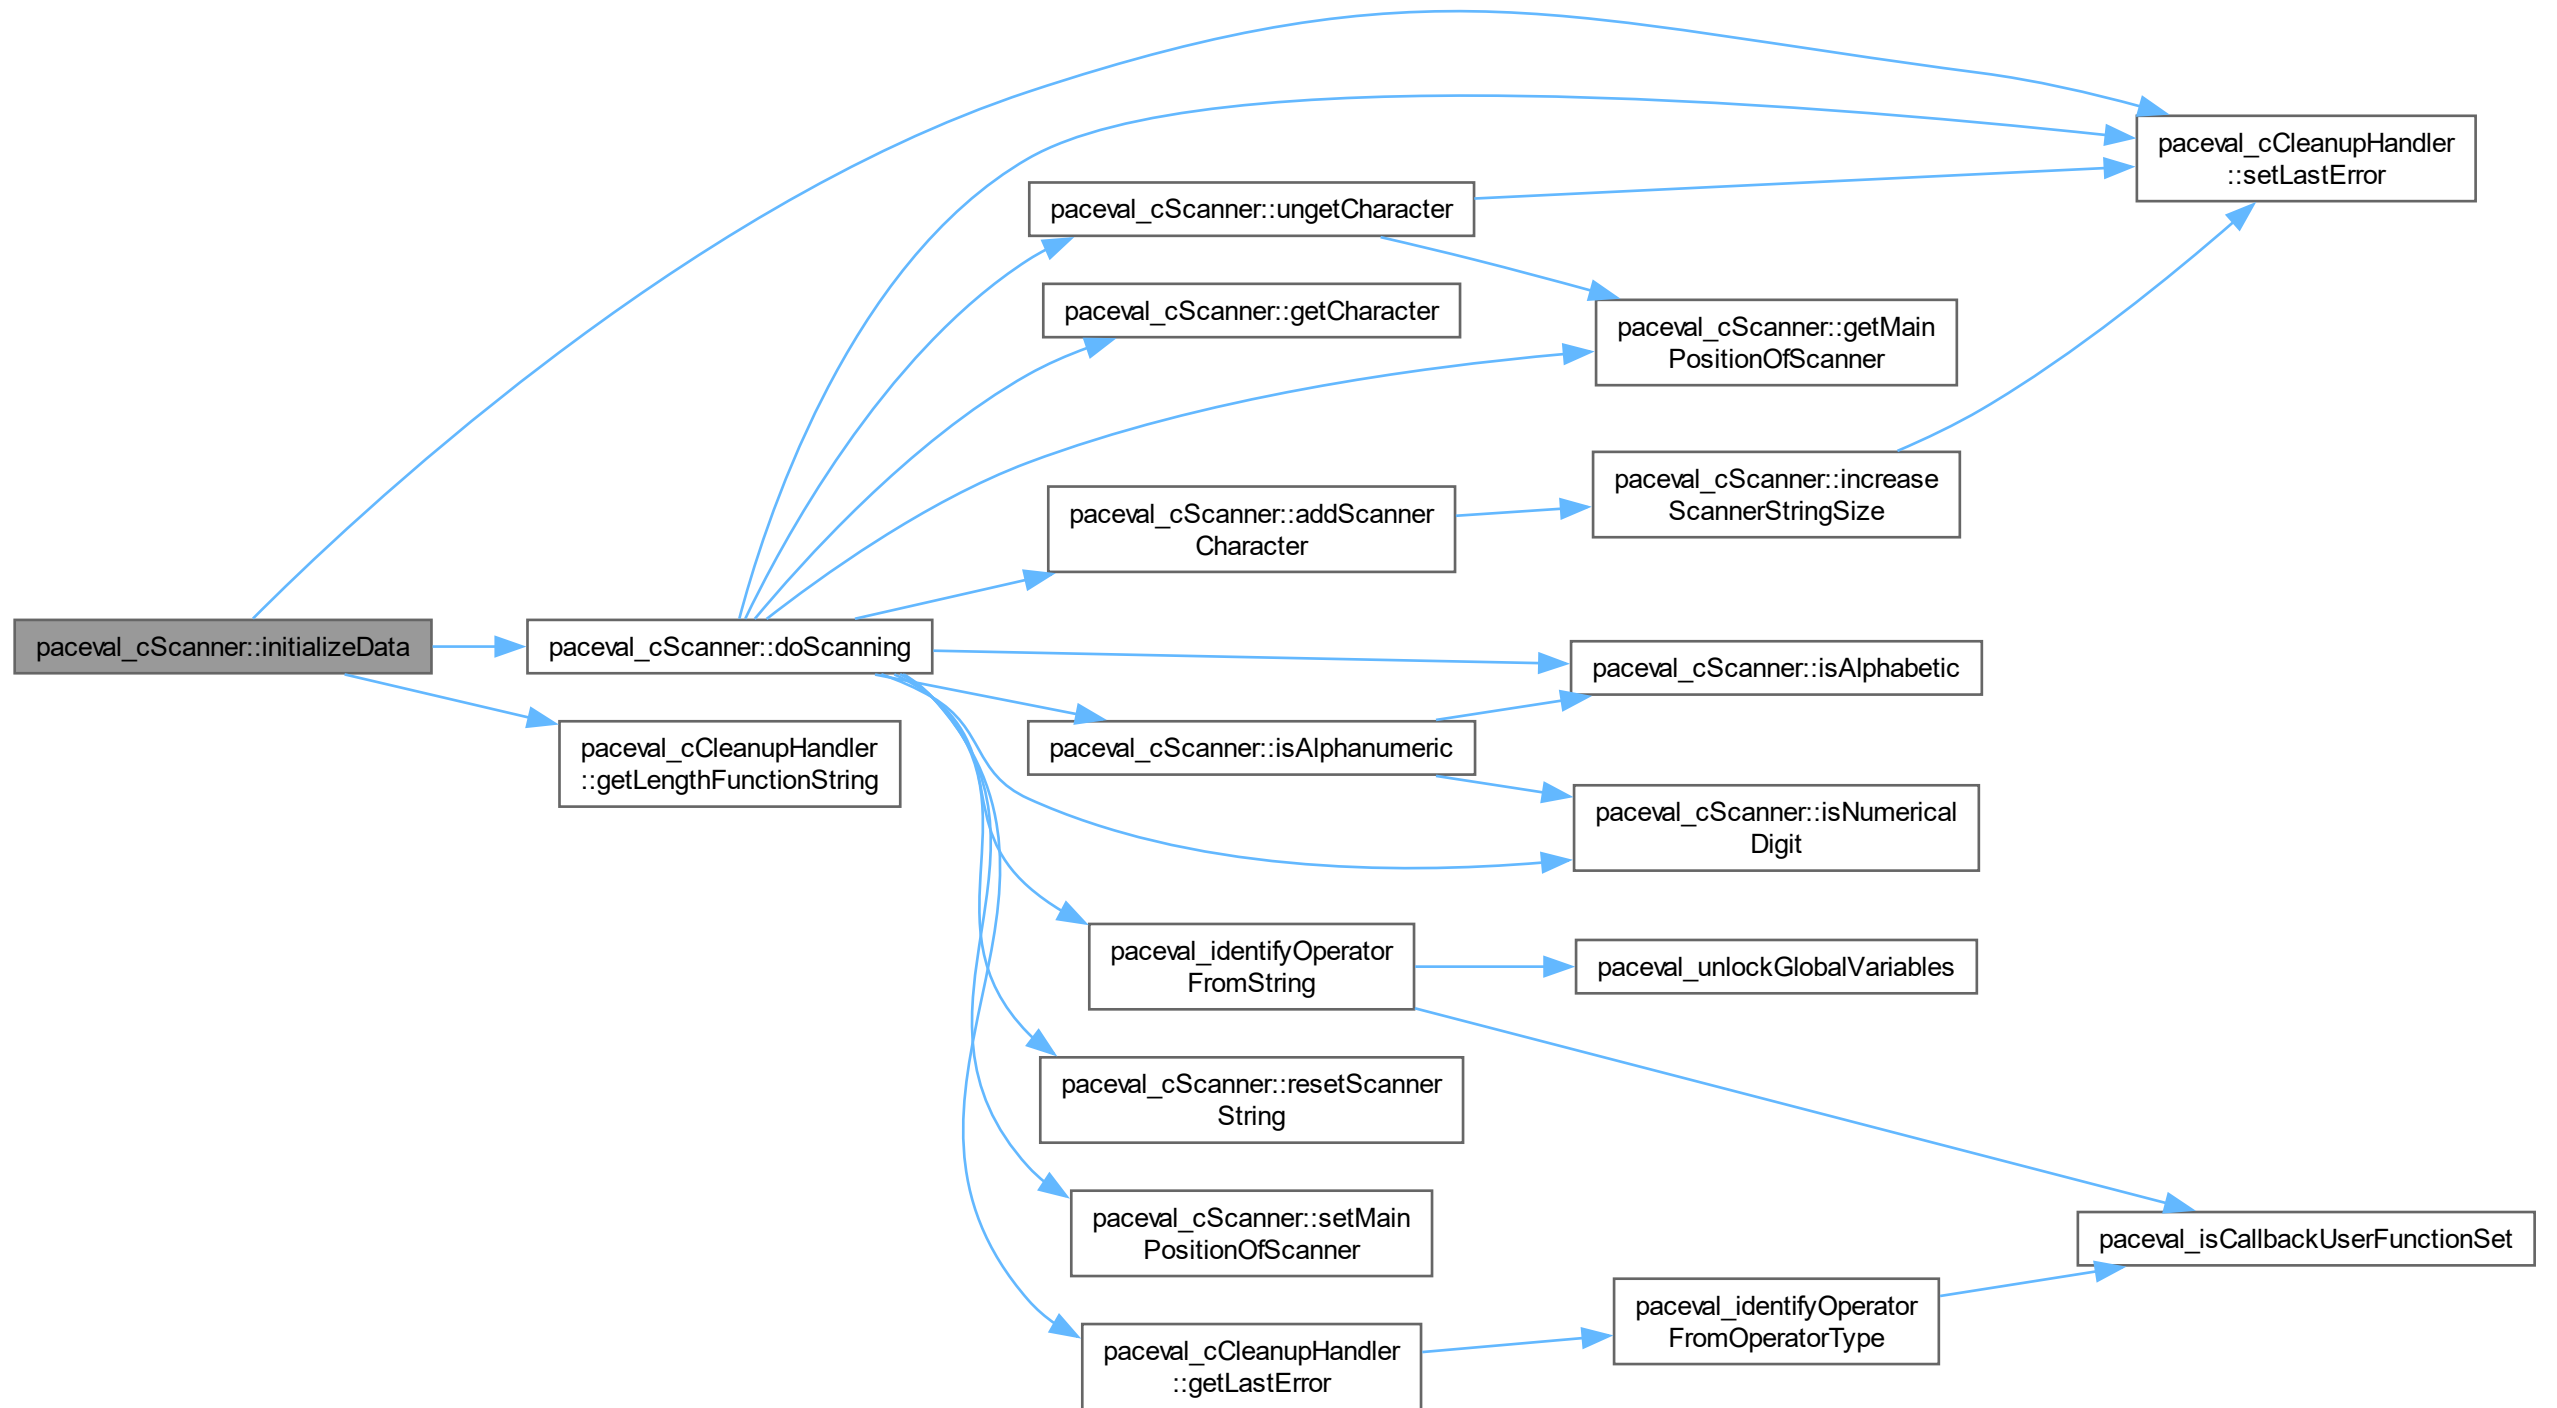 paceval_cCleanupHandler
::setLastError
paceval_cScanner::ungetCharacter
paceval_cScanner::getCharacter
paceval_cScanner::getMain
PositionOfScanner
paceval_cScanner::increase
ScannerStringSize
paceval_cScanner::addScanner
Character
paceval_cScanner::initializeData
paceval_cScanner::doScanning
paceval_cScanner::isAlphabetic
paceval_cScanner::isAlphanumeric
paceval_cCleanupHandler
::getLengthFunctionString
paceval_cScanner::isNumerical
Digit
paceval_identifyOperator
FromString
paceval_unlockGlobalVariables
paceval_cScanner::resetScanner
String
paceval_cScanner::setMain
PositionOfScanner
paceval_isCallbackUserFunctionSet
paceval_identifyOperator
FromOperatorType
paceval_cCleanupHandler
::getLastError